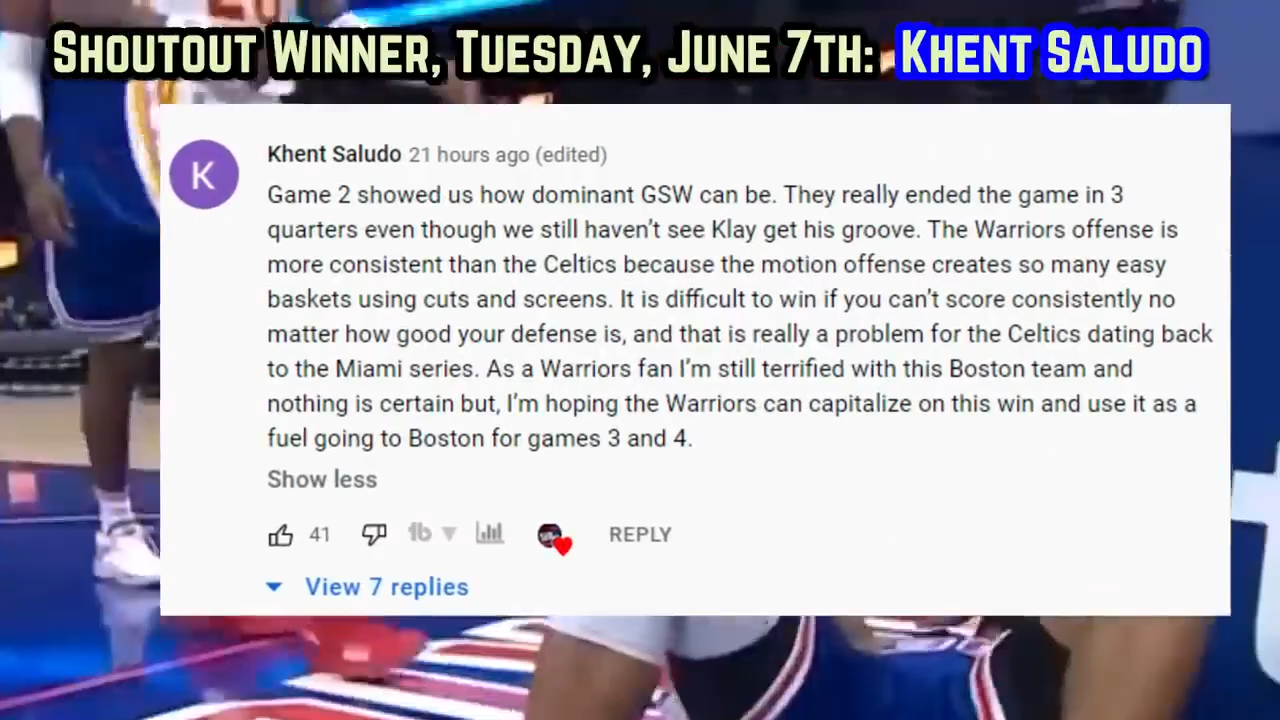 Shoutout Winner, Tuesday, June 7th: Khent Saludo
K
Khent Saludo 21 hours ago (edited)
Game 2 showed us how dominant GSW can be. They really ended the game in 3
quarters even though we still haven't see Klay get his groove. The Warriors offense is
more consistent than the Celtics because the motion offense creates so many easy
baskets using cuts and screens. It is difficult to win if you can't score consistently no
matter how good your defense is, and that is really a problem for the Celtics dating back
to the Miami series. As a Warriors fan I'm still terrified with this Boston team and
nothing is certain but, I'm hoping the Warriors can capitalize on this win and use it as a
fuel going to Boston for games 3 and 4.
Show less
41 REPLY
View 7 replies